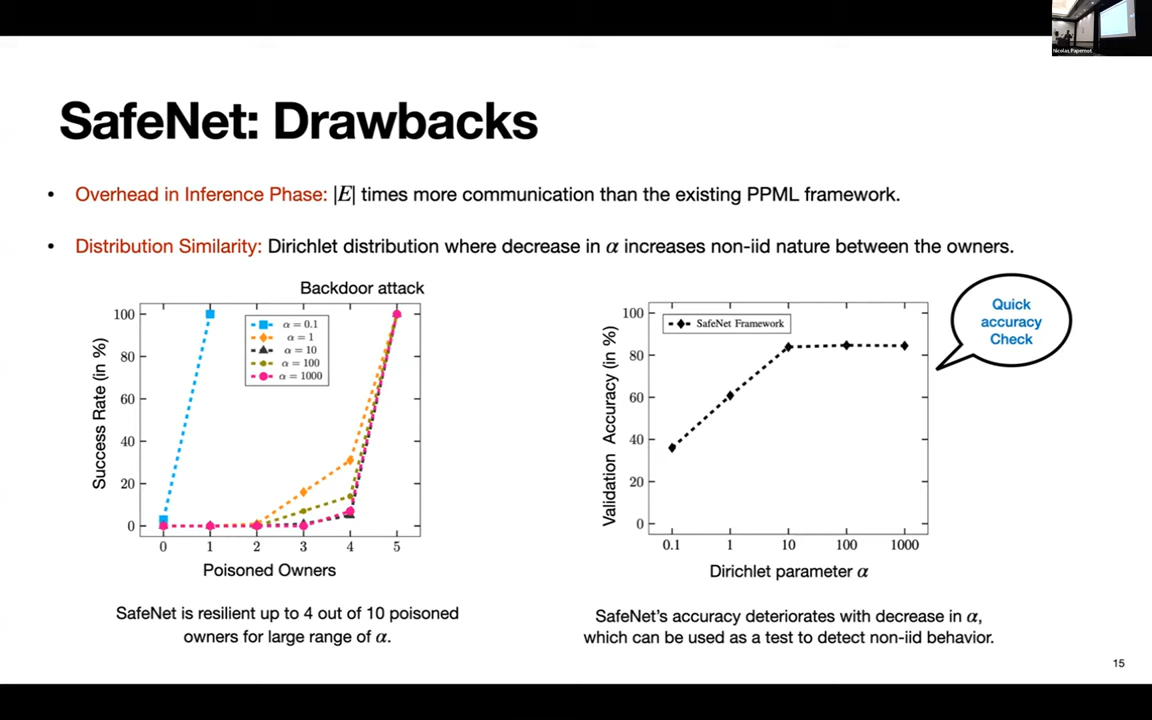 Nicolas Papernot
SafeNet: Drawbacks
• Overhead in Inference Phase: |E| times more communication than the existing PPML framework.
• Distribution Similarity: Dirichlet distribution where decrease in α increases non-iid nature between the owners.
Backdoor attack
Success Rate (in %)
100
80
60
40
20
0
α = 0.1
α = 1
α = 10
α = 100
α = 1000
0 1 2 3 4 5
Poisoned Owners
SafeNet is resilient up to 4 out of 10 poisoned
owners for large range of α.
Validation Accuracy (in %)
100
80
60
40
20
0
SafeNet Framework
0.1 1 10 100 1000
Dirichlet parameter α
Quick
accuracy
Check
SafeNet's accuracy deteriorates with decrease in α,
which can be used as a test to detect non-iid behavior.
15